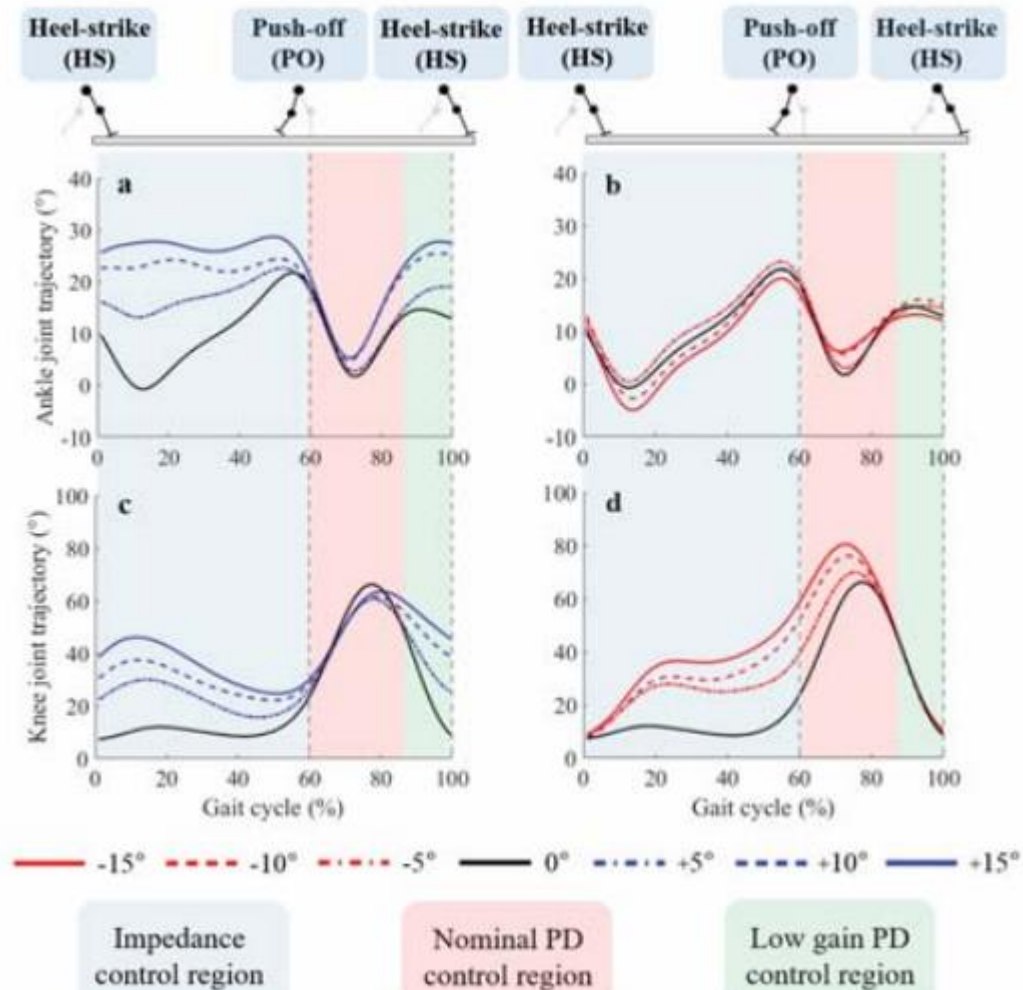 Heel-strike
(HS)
Push-off
(PO)
Heel-strike
(HS)
Heel-strike
(HS)
Push-off
(PO)
Heel-strike
(HS)
Ankle joint trajectory (°)
40
30
20
10
0
-10
a
0 20 40 60 80 100
40
30
20
10
0
-10
b
0 20 40 60 80 100
Knee joint trajectory (°)
100
80
60
40
20
0
c
0 20 40 60 80 100
Gait cycle (%)
100
80
60
40
20
0
d
0 20 40 60 80 100
Gait cycle (%)
-15° -10° -5° 0° +5° +10° +15°
Impedance
control region
Nominal PD
control region
Low gain PD
control region